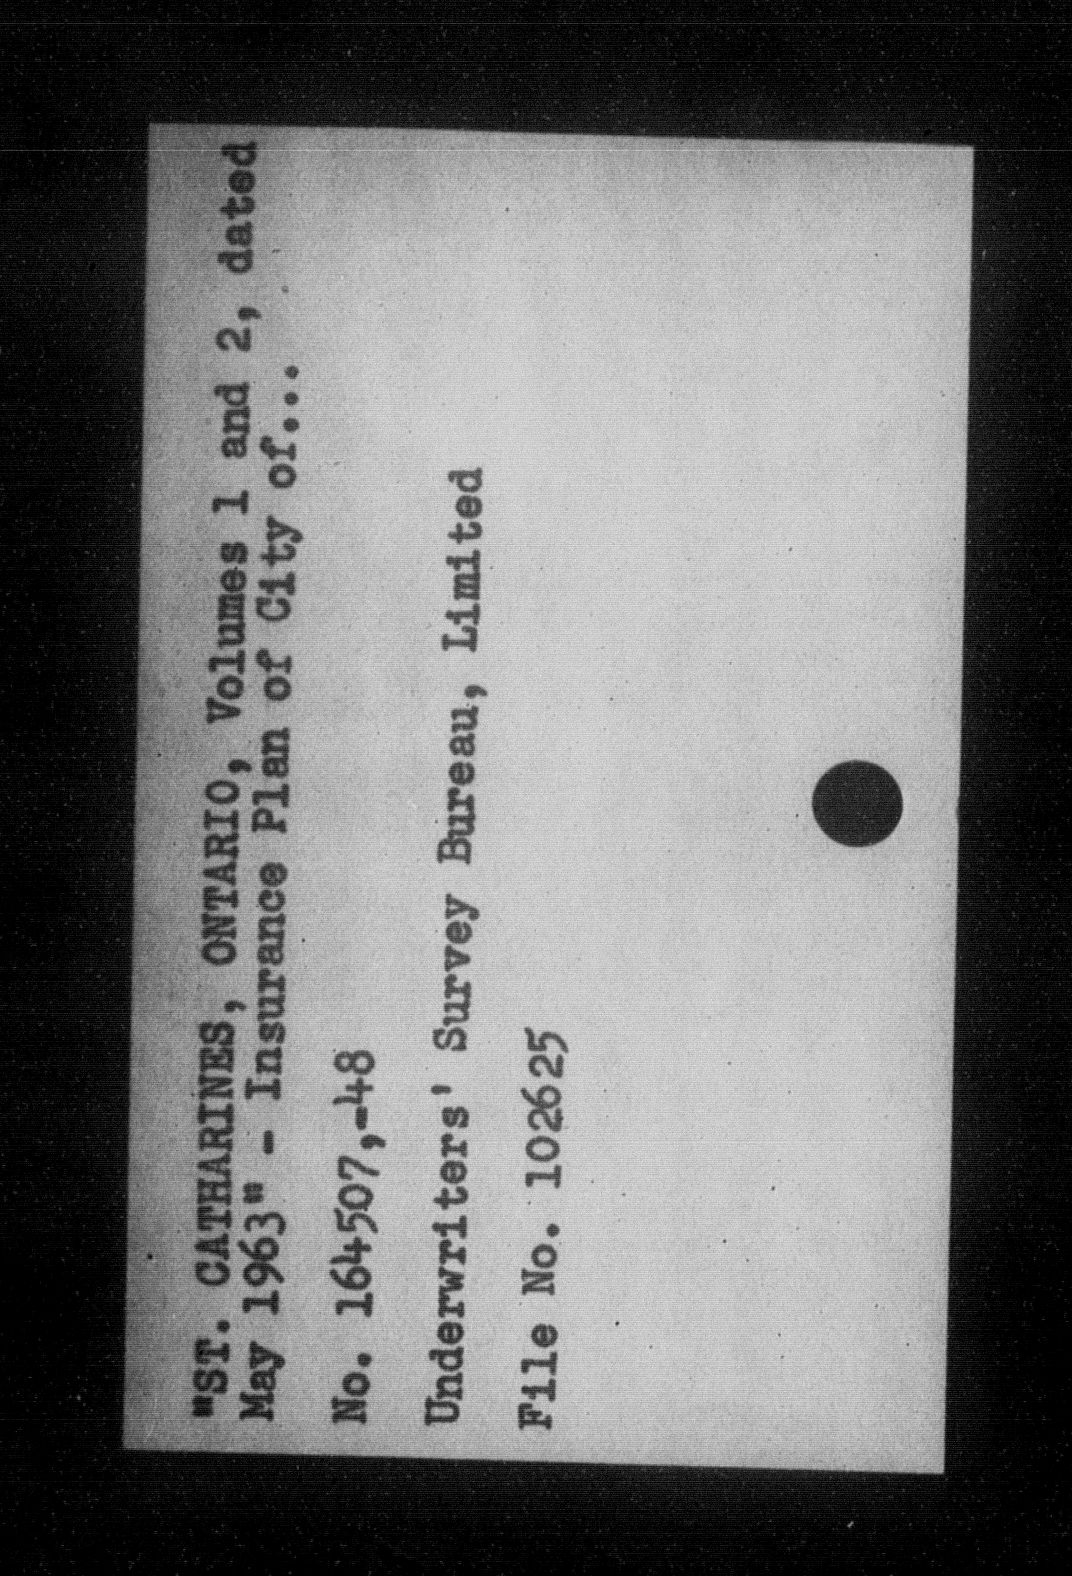 "ST. CATHARINES, ONTARIO, Volumes 1 and 2, dated
May 1963" - Insurance Plan of City of...
No. 164507,-48
Underwriters' Survey Bureau, Limited
File No. 102625